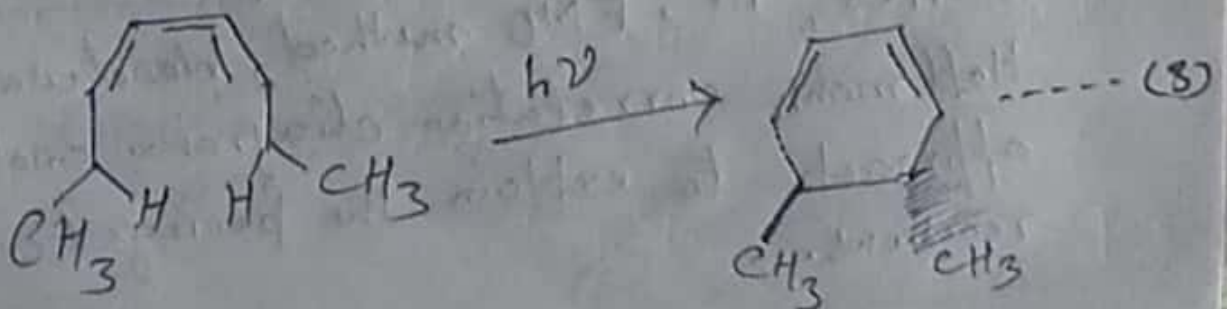 hν
------(8)
CH3 H H CH3
CH3 CH3